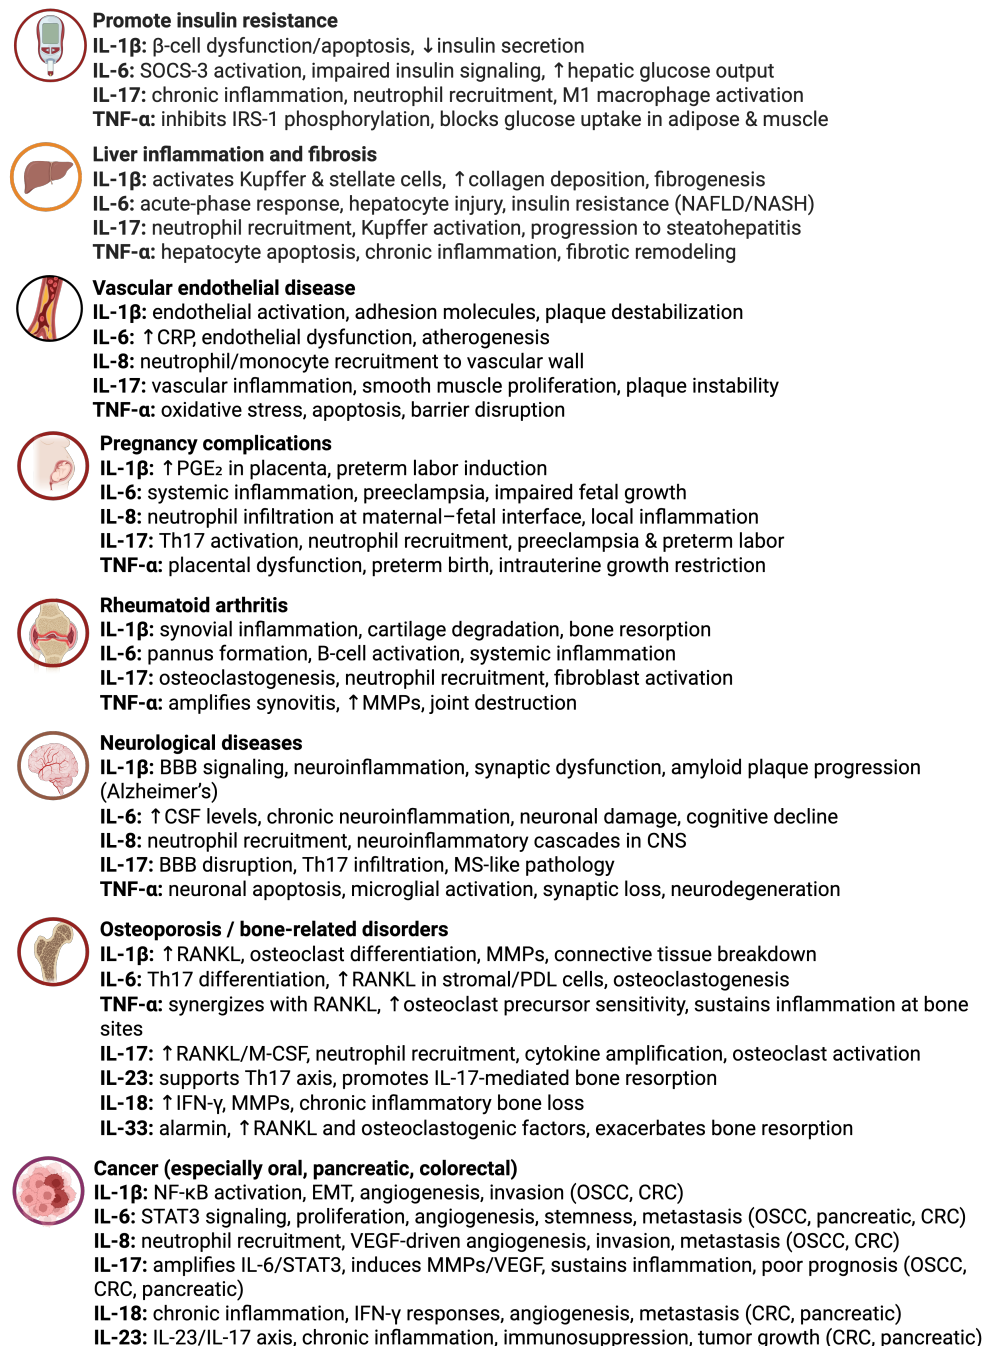 Promote insulin resistance
IL-1β: β-cell dysfunction/apoptosis, ↓insulin secretion
IL-6: SOCS-3 activation, impaired insulin signaling, ↑hepatic glucose output
IL-17: chronic inflammation, neutrophil recruitment, M1 macrophage activation
TNF-α: inhibits IRS-1 phosphorylation, blocks glucose uptake in adipose & muscle
Liver inflammation and fibrosis
IL-1β: activates Kupffer & stellate cells, ↑collagen deposition, fibrogenesis
IL-6: acute-phase response, hepatocyte injury, insulin resistance (NAFLD/NASH)
IL-17: neutrophil recruitment, Kupffer activation, progression to steatohepatitis
TNF-α: hepatocyte apoptosis, chronic inflammation, fibrotic remodeling
Vascular endothelial disease
IL-1β: endothelial activation, adhesion molecules, plaque destabilization
IL-6: ↑CRP, endothelial dysfunction, atherogenesis
IL-8: neutrophil/monocyte recruitment to vascular wall
IL-17: vascular inflammation, smooth muscle proliferation, plaque instability
TNF-α: oxidative stress, apoptosis, barrier disruption
Pregnancy complications
IL-1β: ↑PGE₂ in placenta, preterm labor induction
IL-6: systemic inflammation, preeclampsia, impaired fetal growth
IL-8: neutrophil infiltration at maternal–fetal interface, local inflammation
IL-17: Th17 activation, neutrophil recruitment, preeclampsia & preterm labor
TNF-α: placental dysfunction, preterm birth, intrauterine growth restriction
Rheumatoid arthritis
IL-1β: synovial inflammation, cartilage degradation, bone resorption
IL-6: pannus formation, B-cell activation, systemic inflammation
IL-17: osteoclastogenesis, neutrophil recruitment, fibroblast activation
TNF-α: amplifies synovitis, ↑MMPs, joint destruction
Neurological diseases
IL-1β: BBB signaling, neuroinflammation, synaptic dysfunction, amyloid plaque progression
(Alzheimer’s)
IL-6: ↑CSF levels, chronic neuroinflammation, neuronal damage, cognitive decline
IL-8: neutrophil recruitment, neuroinflammatory cascades in CNS
IL-17: BBB disruption, Th17 infiltration, MS-like pathology
TNF-α: neuronal apoptosis, microglial activation, synaptic loss, neurodegeneration
Osteoporosis / bone-related disorders
IL-1β: ↑RANKL, osteoclast differentiation, MMPs, connective tissue breakdown
IL-6: Th17 differentiation, ↑RANKL in stromal/PDL cells, osteoclastogenesis
TNF-α: synergizes with RANKL, ↑osteoclast precursor sensitivity, sustains inflammation at bone
sites
IL-17: ↑RANKL/M-CSF, neutrophil recruitment, cytokine amplification, osteoclast activation
IL-23: supports Th17 axis, promotes IL-17-mediated bone resorption
IL-18: ↑IFN-γ, MMPs, chronic inflammatory bone loss
IL-33: alarmin, ↑RANKL and osteoclastogenic factors, exacerbates bone resorption
Cancer (especially oral, pancreatic, colorectal)
IL-1β: NF-κB activation, EMT, angiogenesis, invasion (OSCC, CRC)
IL-6: STAT3 signaling, proliferation, angiogenesis, stemness, metastasis (OSCC, pancreatic, CRC)
IL-8: neutrophil recruitment, VEGF-driven angiogenesis, invasion, metastasis (OSCC, CRC)
IL-17: amplifies IL-6/STAT3, induces MMPs/VEGF, sustains inflammation, poor prognosis (OSCC,
CRC, pancreatic)
IL-18: chronic inflammation, IFN-γ responses, angiogenesis, metastasis (CRC, pancreatic)
IL-23: IL-23/IL-17 axis, chronic inflammation, immunosuppression, tumor growth (CRC, pancreatic)